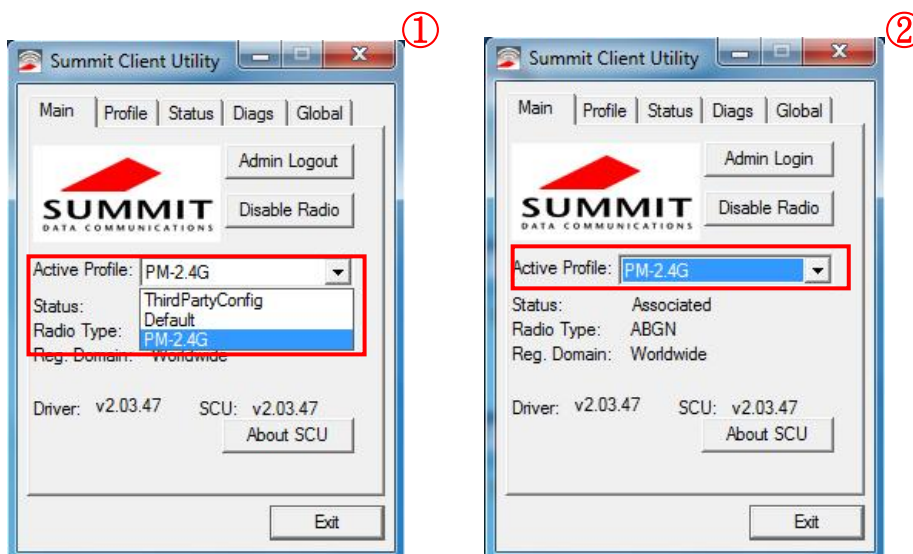 ①
Summit Client Utility
Main Profile Status Diags Global
SUMMIT
DATA COMMUNICATIONS
Admin Logout
Disable Radio
Active Profile: PM-2.4G
ThirdPartyConfig
Default
PM-2.4G
Status:
Radio Type:
Reg. Domain: Worldwide
Driver: v2.03.47 SCU: v2.03.47
About SCU
Exit
②
Summit Client Utility
Main Profile Status Diags Global
SUMMIT
DATA COMMUNICATIONS
Admin Login
Disable Radio
Active Profile: PM-2.4G
Status: Associated
Radio Type: ABGN
Reg. Domain: Worldwide
Driver: v2.03.47 SCU: v2.03.47
About SCU
Exit